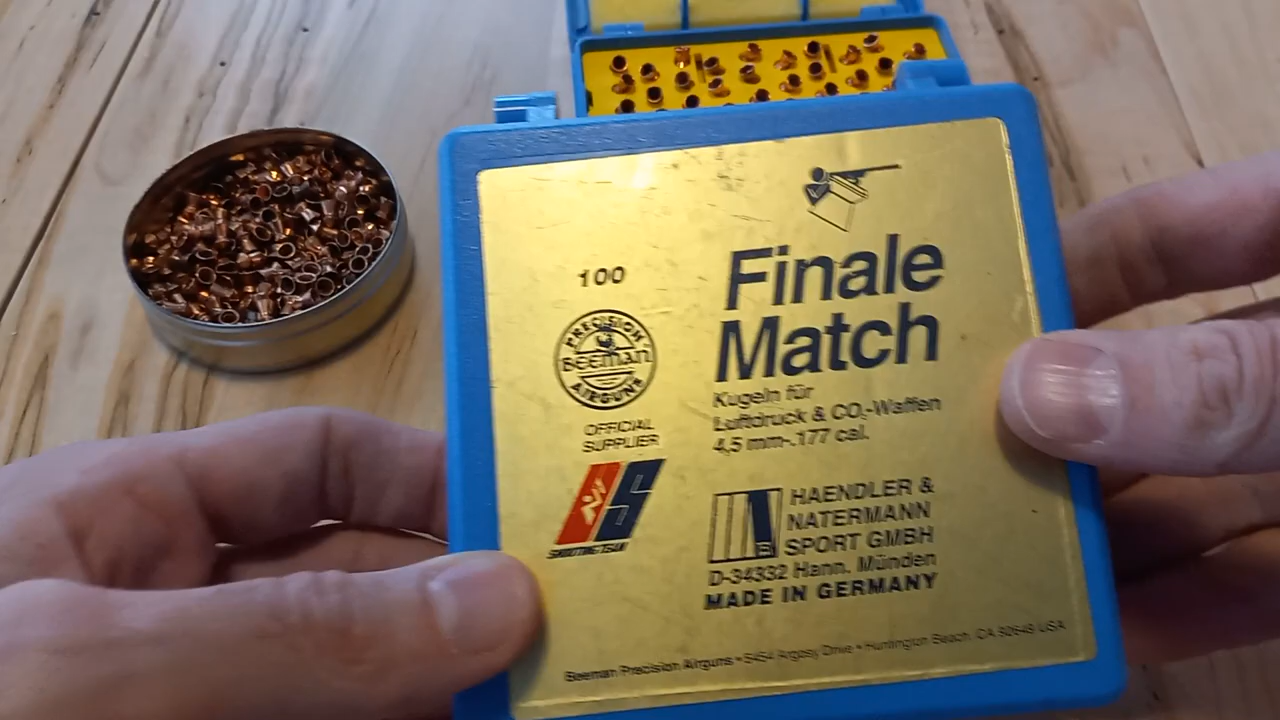 100
Finale
Match
Kugeln für
Luftdruck & CO₂-Waffen
4,5 mm-.177 cal.
PRECISION
BEEMAN
AIRGUNS
OFFICIAL
SUPPLIER
S
HAENDLER &
NATERMANN
SPORT GMBH
D-34332 Hann. Münden
MADE IN GERMANY
Beeman Precision Airguns • 5454 Argosy Drive • Huntington Beach, CA 92649 USA